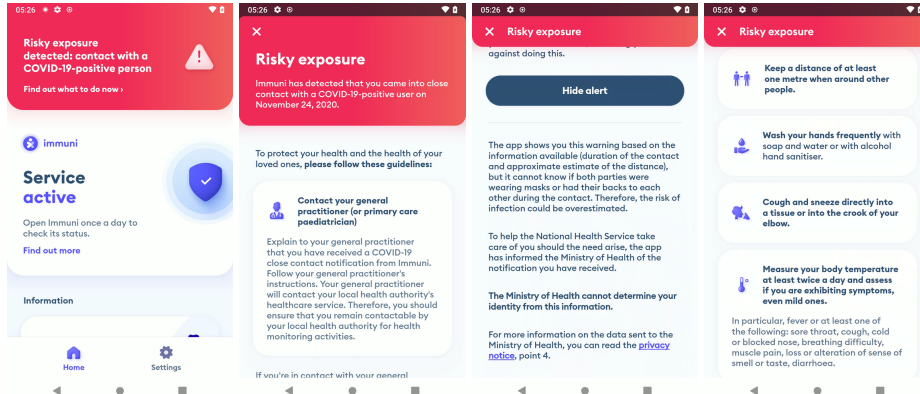 05:26
Risky exposure
detected: contact with a
COVID-19-positive person
Find out what to do now ›
immuni
Service
active
Open Immuni once a day to
check its status.
Find out more
Information
Home
Settings
05:26
Risky exposure
Immuni has detected that you came into close
contact with a COVID-19-positive user on
November 24, 2020.
To protect your health and the health of your
loved ones, please follow these guidelines:
Contact your general
practitioner (or primary care
paediatrician)
Explain to your general practitioner
that you have received a COVID-19
close contact notification from Immuni.
Follow your general practitioner's
instructions. Your general practitioner
will contact your local health authority's
healthcare service. Therefore, you should
ensure that you remain contactable by
your local health authority for health
monitoring activities.
If you're in contact with your general
05:26
Risky exposure
against doing this.
Hide alert
The app shows you this warning based on the
information available (duration of the contact
and approximate estimate of the distance),
but it cannot know if both parties were
wearing masks or had their backs to each
other during the contact. Therefore, the risk of
infection could be overestimated.
To help the National Health Service take
care of you should the need arise, the app
has informed the Ministry of Health of the
notification you have received.
The Ministry of Health cannot determine your
identity from this information.
For more information on the data sent to the
Ministry of Health, you can read the privacy
notice, point 4.
05:26
Risky exposure
Keep a distance of at least
one metre when around other
people.
Wash your hands frequently with
soap and water or with alcohol
hand sanitiser.
Cough and sneeze directly into
a tissue or into the crook of your
elbow.
Measure your body temperature
at least twice a day and assess
if you are exhibiting symptoms,
even mild ones.
In particular, fever or at least one of
the following: sore throat, cough, cold
or blocked nose, breathing difficulty,
muscle pain, loss or alteration of sense of
smell or taste, diarrhoea.